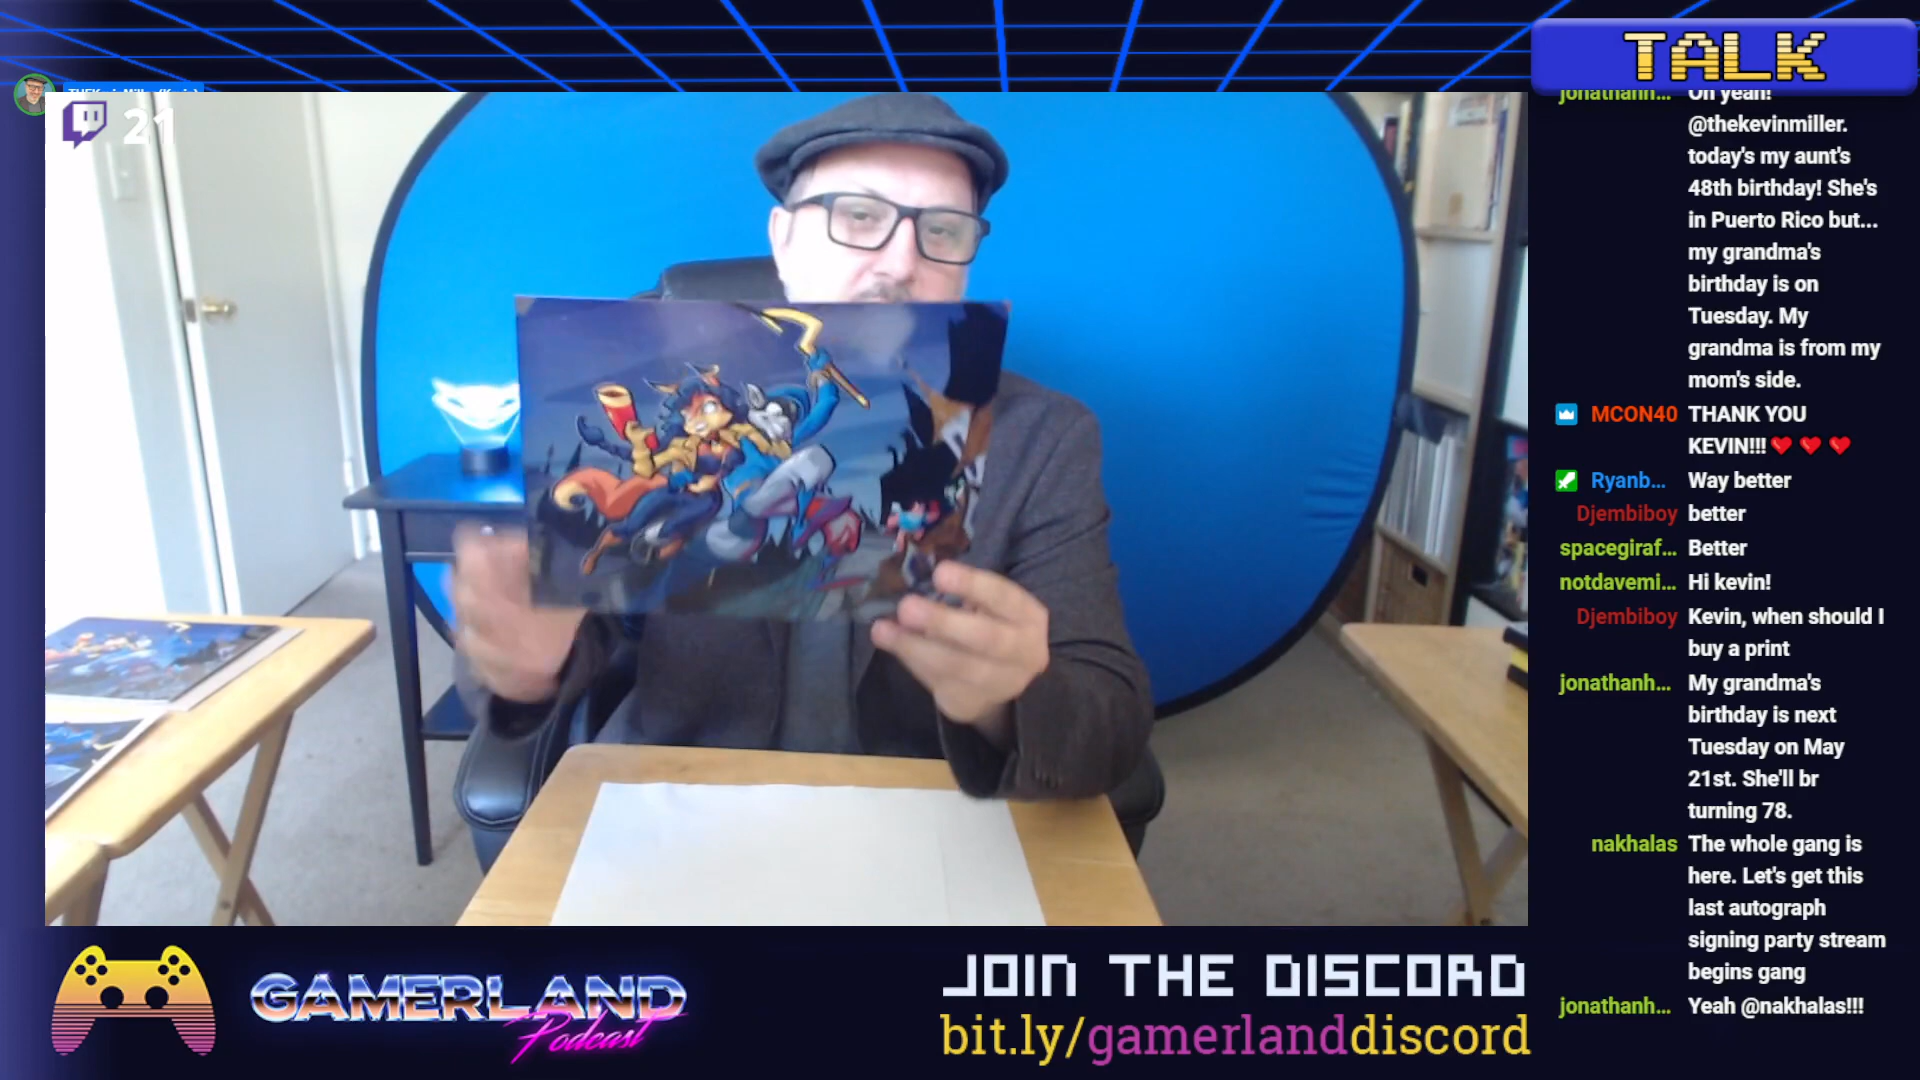 TALK
21
jonathanh... Oh yeah!
@thekevinmiller.
today's my aunt's
48th birthday! She's
in Puerto Rico but...
my grandma's
birthday is on
Tuesday. My
grandma is from my
mom's side.
MCON40 THANK YOU
KEVIN!!!
Ryanb... Way better
Djembiboy better
spacegiraf... Better
notdavemi... Hi kevin!
Djembiboy Kevin, when should I
buy a print
jonathanh... My grandma's
birthday is next
Tuesday on May
21st. She'll br
turning 78.
nakhalas The whole gang is
here. Let's get this
last autograph
signing party stream
begins gang
jonathanh... Yeah @nakhalas!!!
GAMERLAND
Podcast
JOIN THE DISCORD
bit.ly/gamerlanddiscord